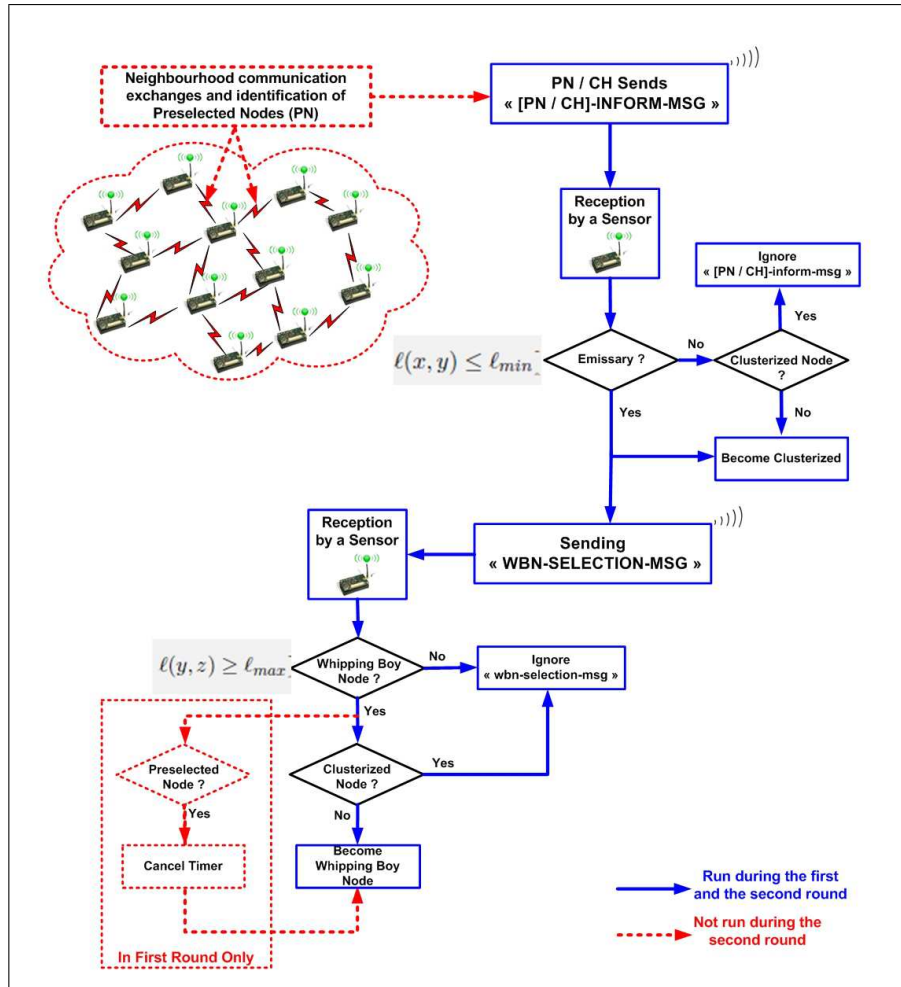 Neighbourhood communication
exchanges and identification of
Preselected Nodes (PN)
PN / CH Sends
« [PN / CH]-INFORM-MSG »
Reception
by a Sensor
Ignore
« [PN / CH]-inform-msg »
Yes
ℓ(x, y) ≤ ℓmin
Emissary ?
No
Clusterized Node
?
Yes
No
Become Clusterized
Sending
« WBN-SELECTION-MSG »
Reception
by a Sensor
ℓ(y, z) ≥ ℓmax
Whipping Boy
Node ?
No
Ignore
« wbn-selection-msg »
Yes
Preselected
Node ?
Clusterized
Node ?
Yes
Yes
No
Cancel Timer
Become
Whipping Boy
Node
In First Round Only
Run during the first
and the second round
Not run during the
second round